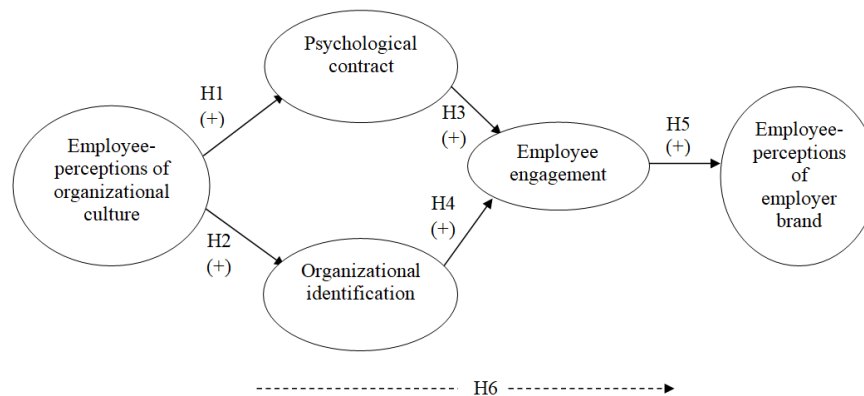 Psychological
contract
H1
(+)
H3
(+)
Employee-
perceptions of
organizational
culture
Employee
engagement
H5
(+)
Employee-
perceptions
of
employer
brand
H2
(+)
H4
(+)
Organizational
identification
H6